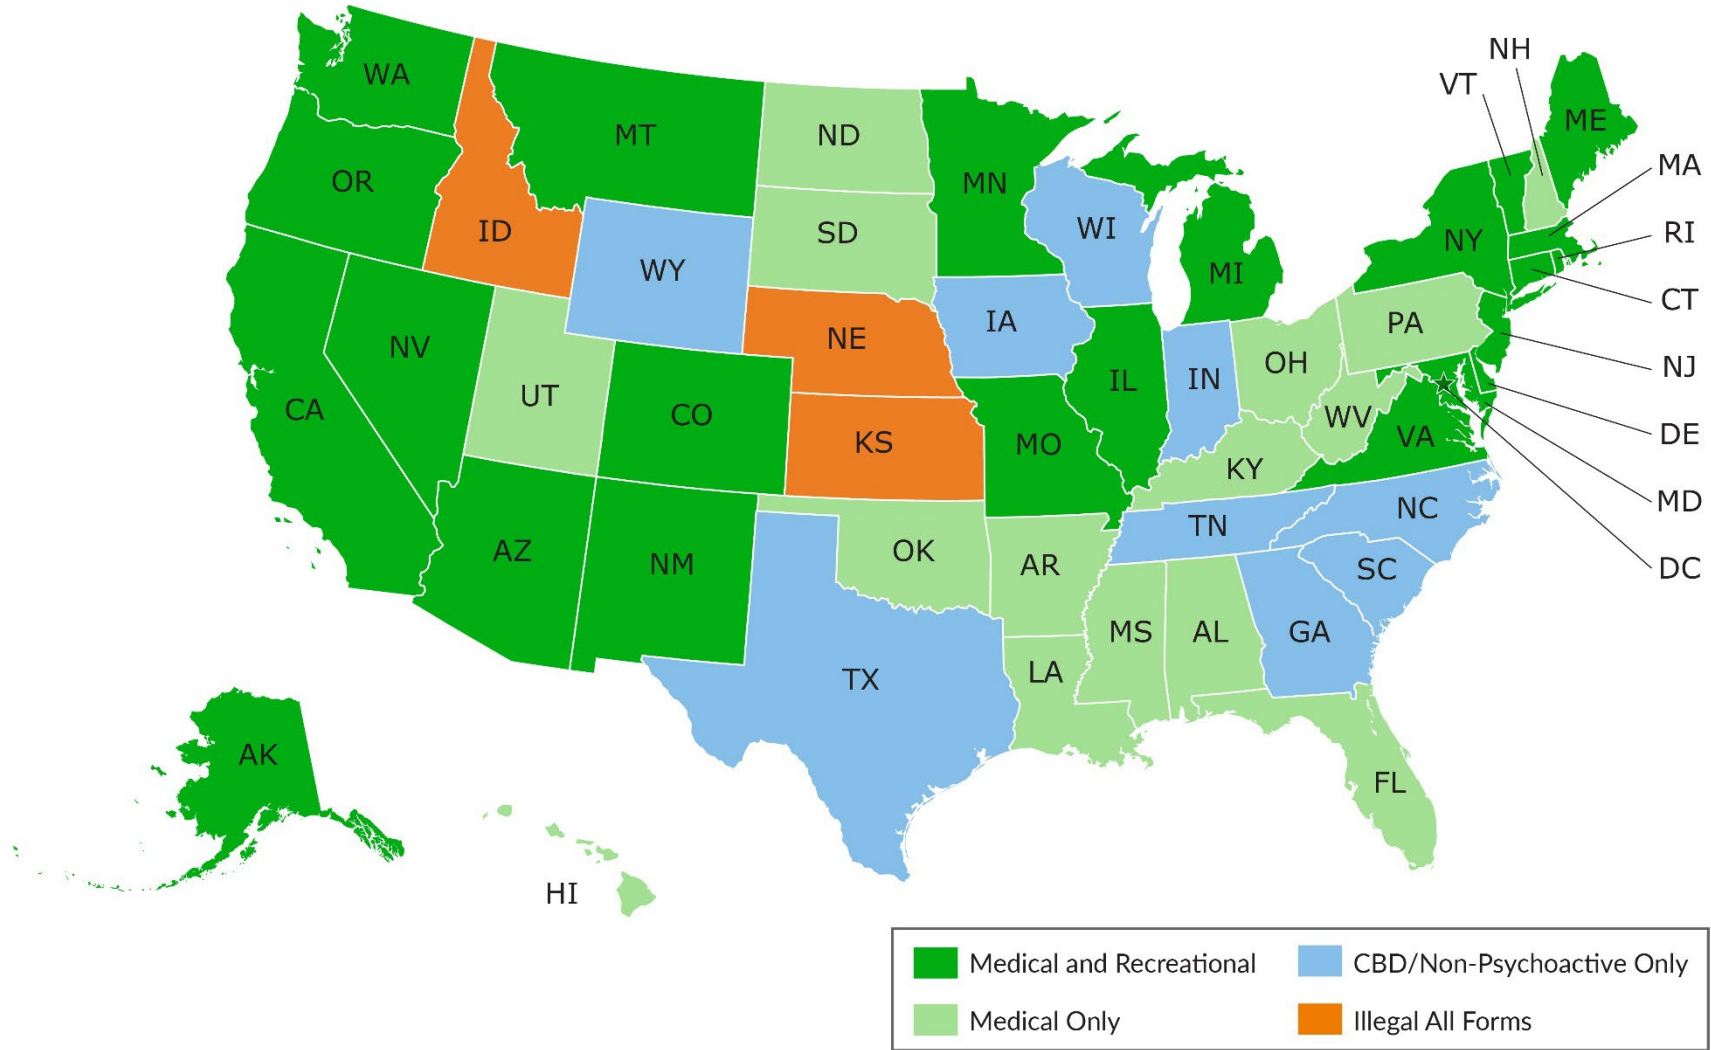 NH
VT
WA
ME
MT
ND
MA
OR
MN
ID
SD
WI
NY
RI
WY
MI
CT
IA
PA
NE
NV
OH
NJ
UT
IL
IN
CA
CO
WV
DE
KS
MO
VA
KY
MD
NC
TN
AZ
OK
NM
AR
SC
DC
MS
AL
GA
LA
TX
AK
FL
HI
Medical and Recreational
CBD/Non-Psychoactive Only
Medical Only
Illegal All Forms